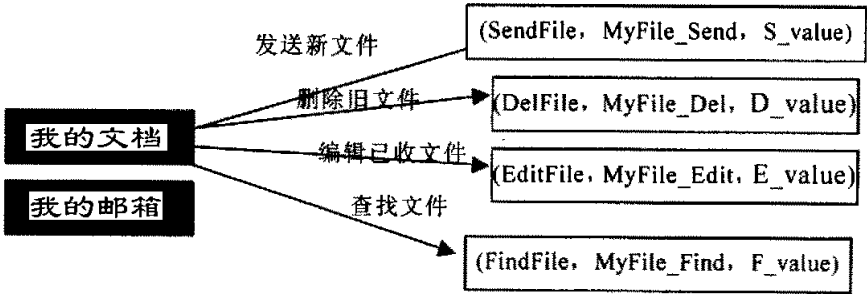 发送新文件
(SendFile, MyFile_Send, S_value)
删除旧文件
(DelFile, MyFile_Del, D_value)
我的文档
编辑已收文件
(EditFile, MyFile_Edit, E_value)
我的邮箱
查找文件
(FindFile, MyFile_Find, F_value)